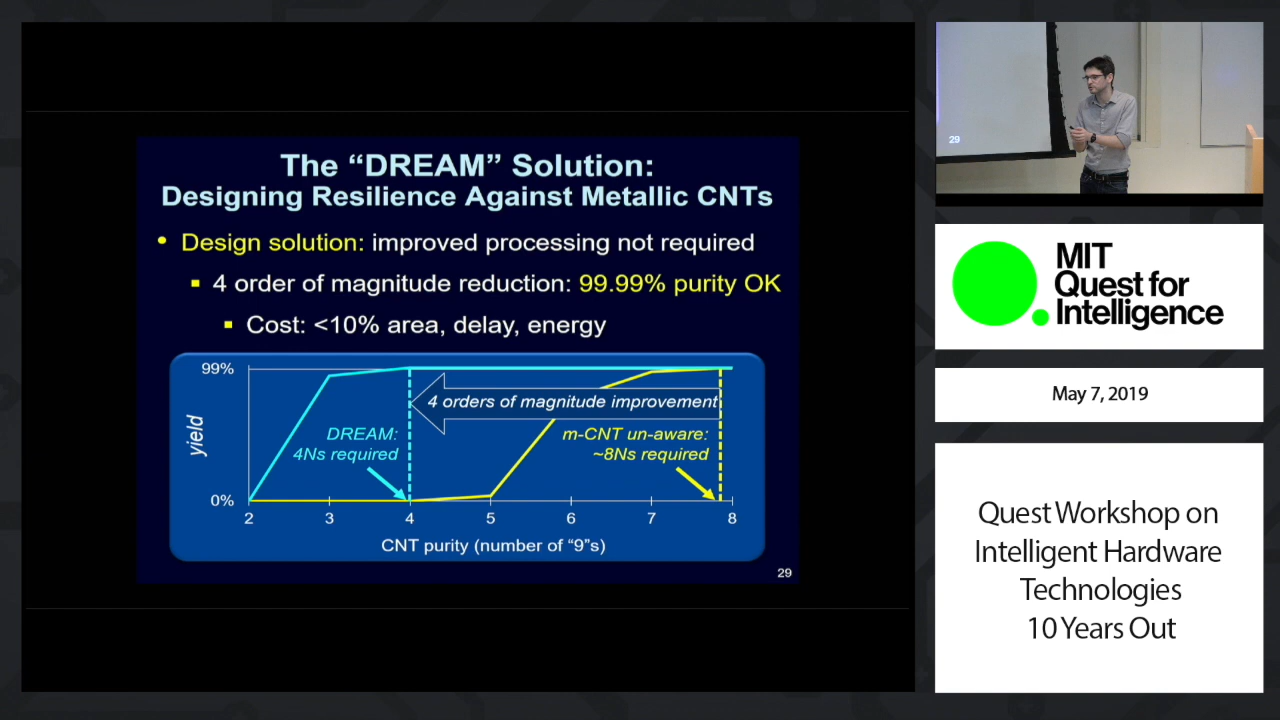 The “DREAM” Solution:
Designing Resilience Against Metallic CNTs
• Design solution: improved processing not required
▪ 4 order of magnitude reduction: 99.99% purity OK
▪ Cost: <10% area, delay, energy
99%
yield
0%
4 orders of magnitude improvement
DREAM:
4Ns required
m-CNT un-aware:
~8Ns required
2 3 4 5 6 7 8
CNT purity (number of “9”s)
29
29
MIT
Quest for
Intelligence
May 7, 2019
Quest Workshop on
Intelligent Hardware
Technologies
10 Years Out